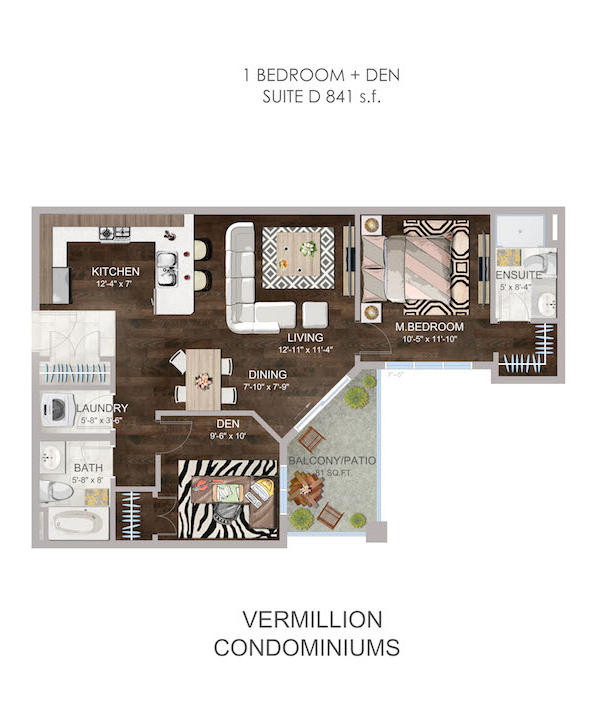 1 BEDROOM + DEN
SUITE D 841 s.f.
KITCHEN
12'-4" x 7'
LIVING
12'-11" x 11'-4"
M.BEDROOM
10'-5" x 11'-10"
ENSUITE
5' x 8'-4"
DINING
7'-10" x 7'-9"
7'-6"
LAUNDRY
5'-8" x 3'-6"
DEN
9'-6" x 10'
BATH
5'-8" x 8'
BALCONY/PATIO
81 SQ.FT.
VERMILLION
CONDOMINIUMS